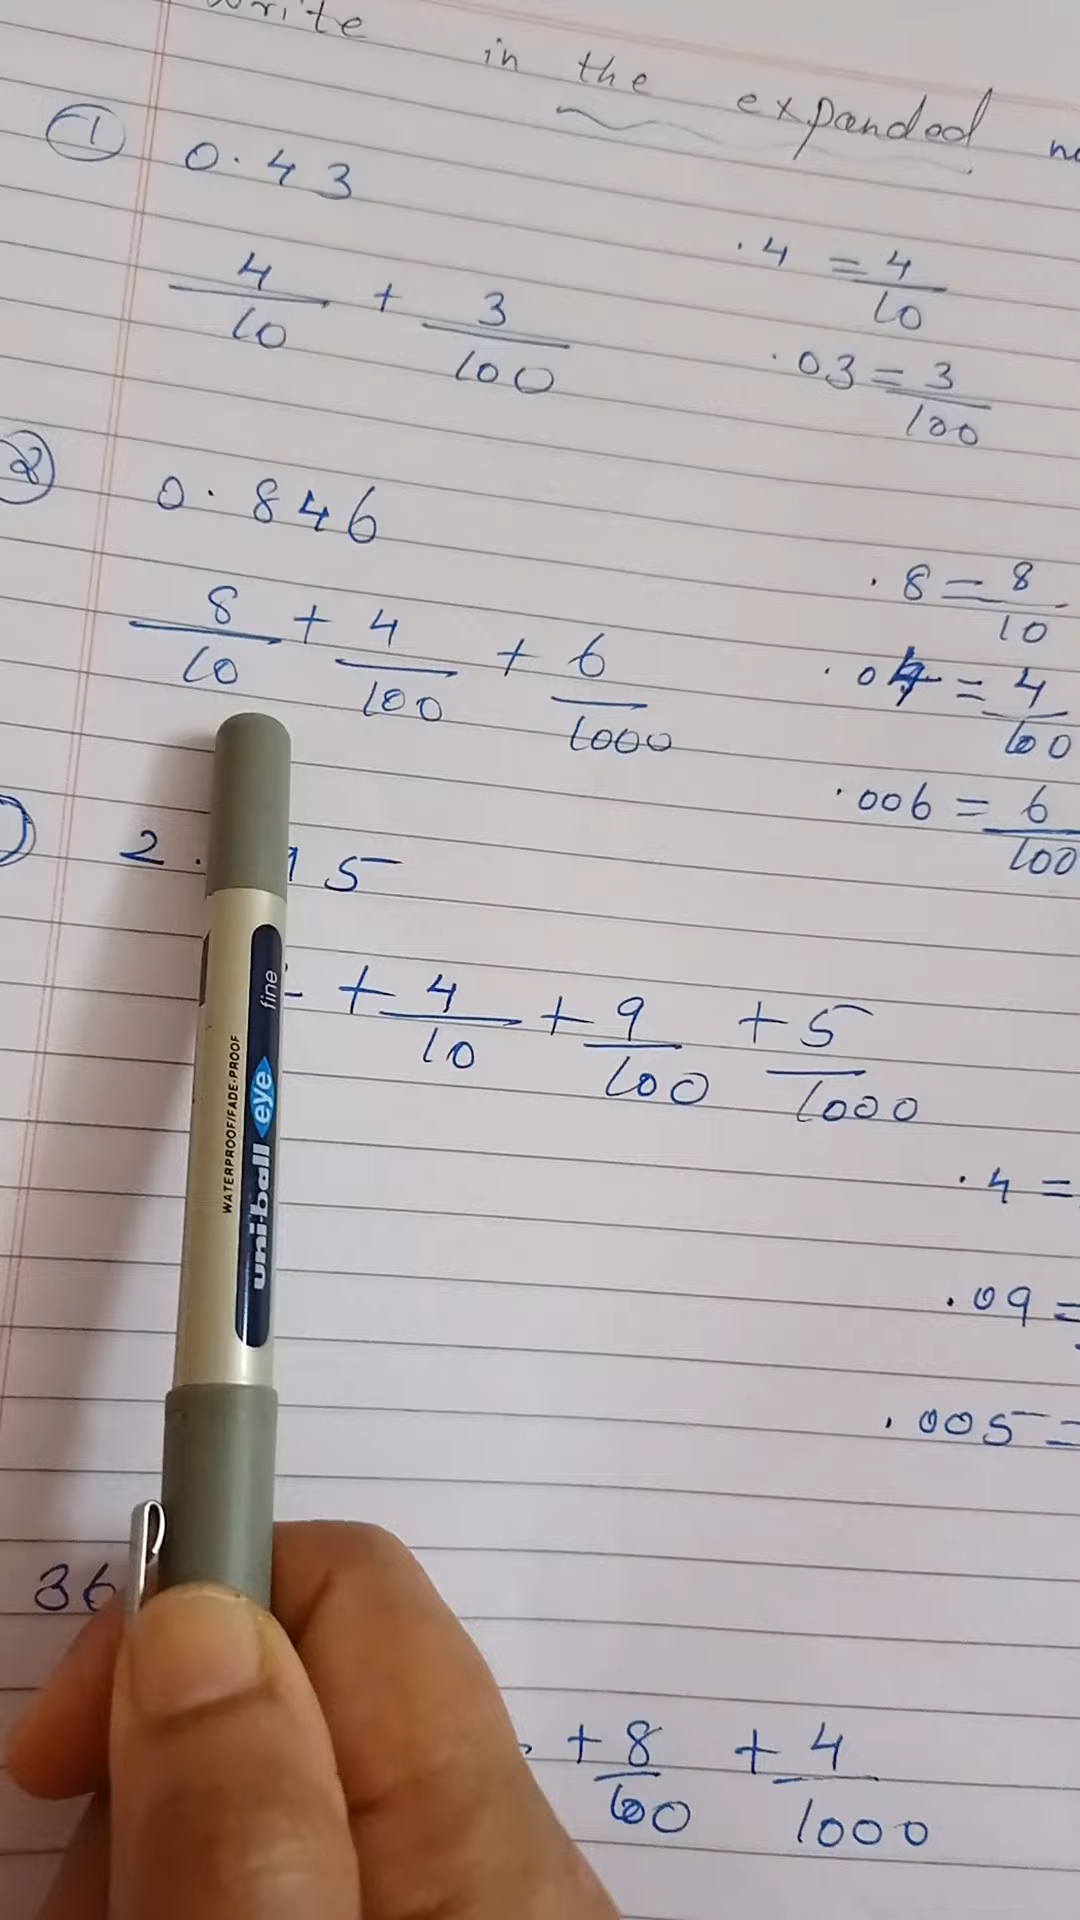 write in the expanded
1 0.43
4/10 + 3/100
.4 = 4/10
.03 = 3/100
2 0.846
8/10 + 4/100 + 6/1000
.8 = 8/10
.04 = 4/100
.006 = 6/100
2. 95
+ 4/10 + 9/100 + 5/1000
.4 =
.09 =
.005 =
36
+ 8/100 + 4/1000
WATERPROOF/FADE-PROOF
uni-ball eye fine